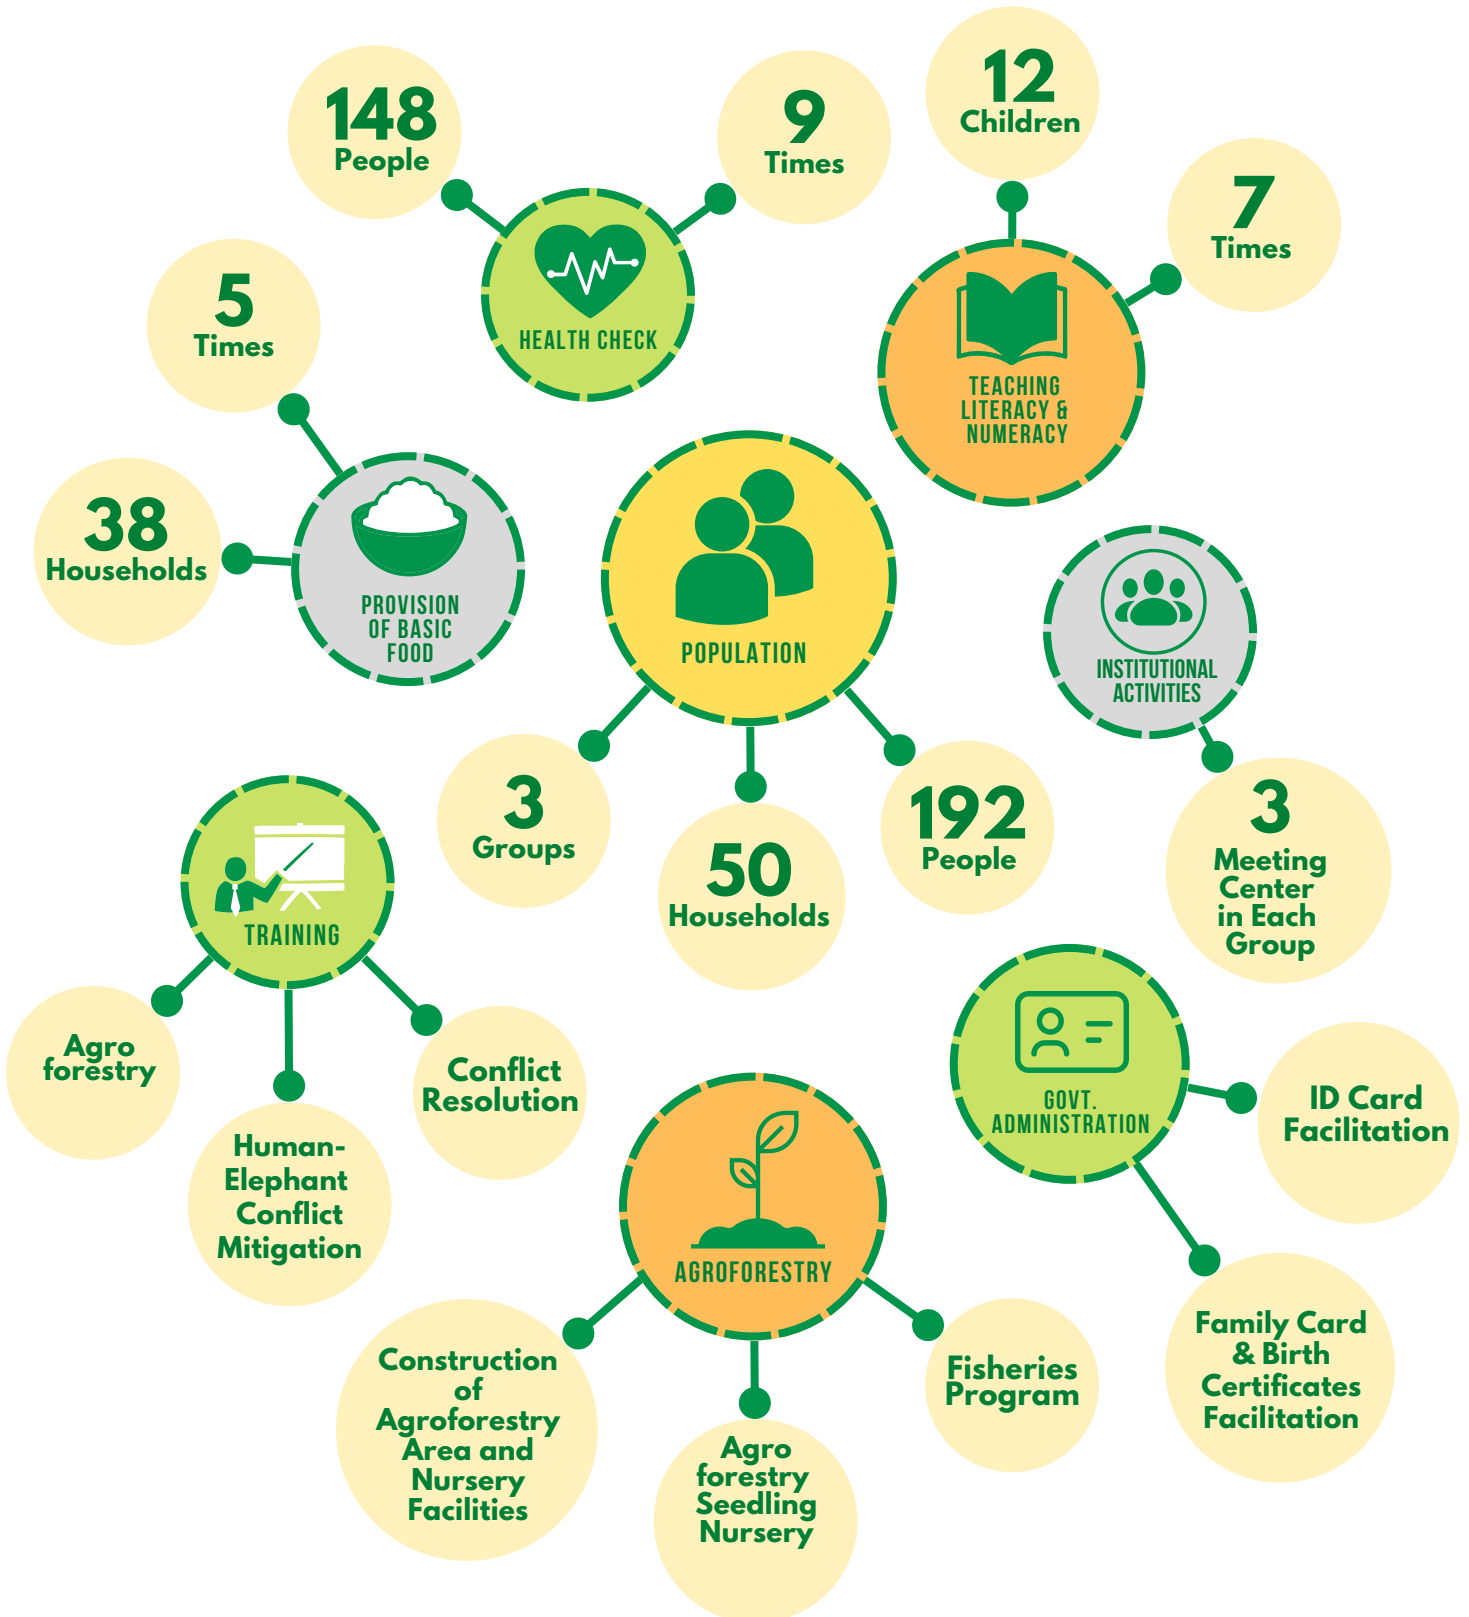 148
People
9
Times
HEALTH CHECK
12
Children
7
Times
TEACHING
LITERACY &
NUMERACY
5
Times
38
Households
PROVISION
OF BASIC
FOOD
POPULATION
3
Groups
50
Households
192
People
INSTITUTIONAL
ACTIVITIES
3
Meeting
Center
in Each
Group
TRAINING
Agro
forestry
Human-
Elephant
Conflict
Mitigation
Conflict
Resolution
GOVT.
ADMINISTRATION
ID Card
Facilitation
Family Card
& Birth
Certificates
Facilitation
AGROFORESTRY
Construction
of
Agroforestry
Area and
Nursery
Facilities
Agro
forestry
Seedling
Nursery
Fisheries
Program